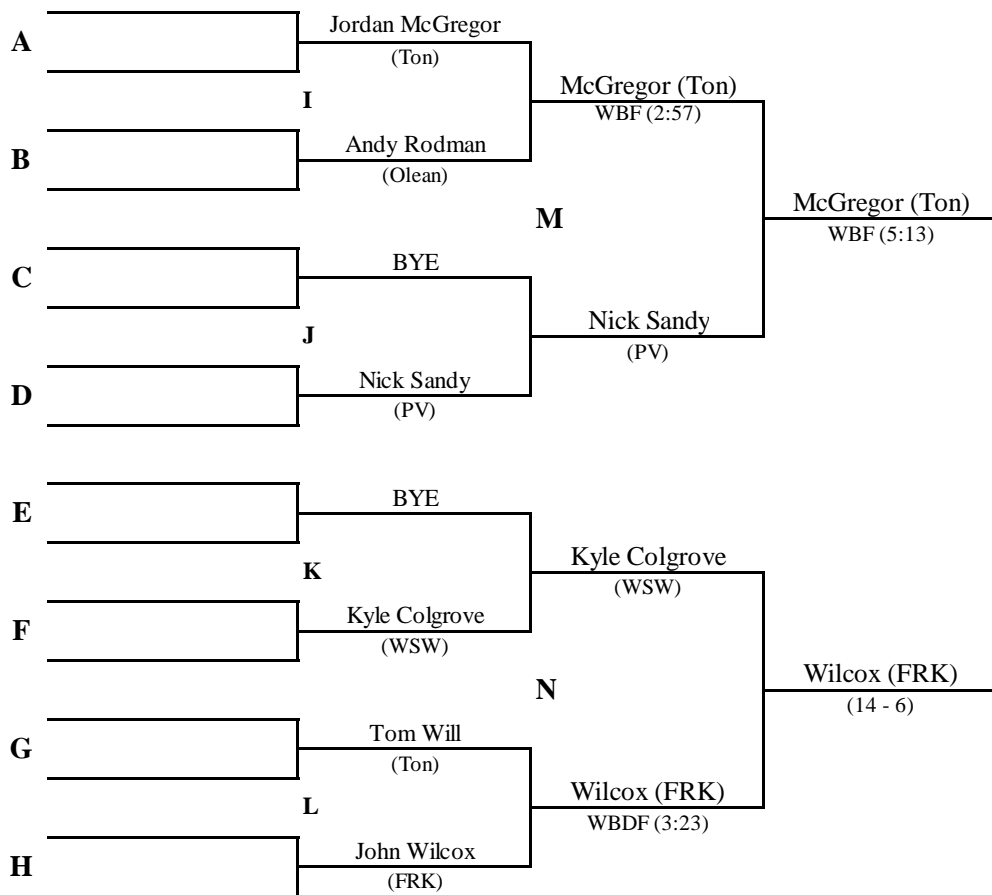 A
Jordan McGregor
(Ton)
I
McGregor (Ton)
WBF (2:57)
B
Andy Rodman
(Olean)
M
McGregor (Ton)
WBF (5:13)
C
BYE
J
Nick Sandy
(PV)
D
Nick Sandy
(PV)
E
BYE
K
Kyle Colgrove
(WSW)
F
Kyle Colgrove
(WSW)
N
Wilcox (FRK)
(14 - 6)
G
Tom Will
(Ton)
L
Wilcox (FRK)
WBDF (3:23)
H
John Wilcox
(FRK)